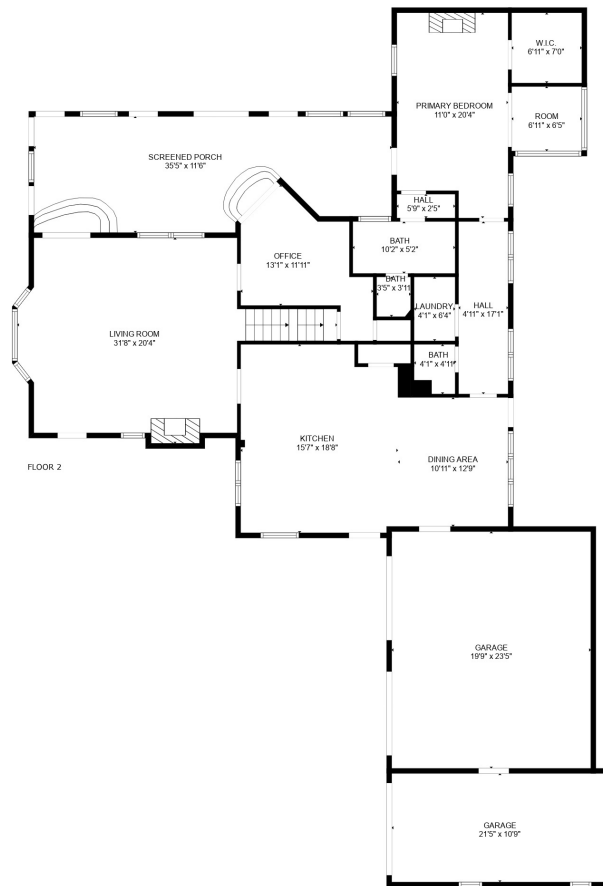 W.I.C.
6'11" x 7'0"
PRIMARY BEDROOM
11'0" x 20'4"
ROOM
6'11" x 6'5"
SCREENED PORCH
35'5" x 11'6"
HALL
5'9" x 2'5"
BATH
10'2" x 5'2"
OFFICE
13'1" x 11'11"
BATH
3'5" x 3'11"
LAUNDRY
4'1" x 6'4"
HALL
4'11" x 17'1"
LIVING ROOM
31'8" x 20'4"
BATH
4'1" x 4'11"
KITCHEN
15'7" x 18'8"
DINING AREA
10'11" x 12'9"
FLOOR 2
GARAGE
19'9" x 23'5"
GARAGE
21'5" x 10'9"